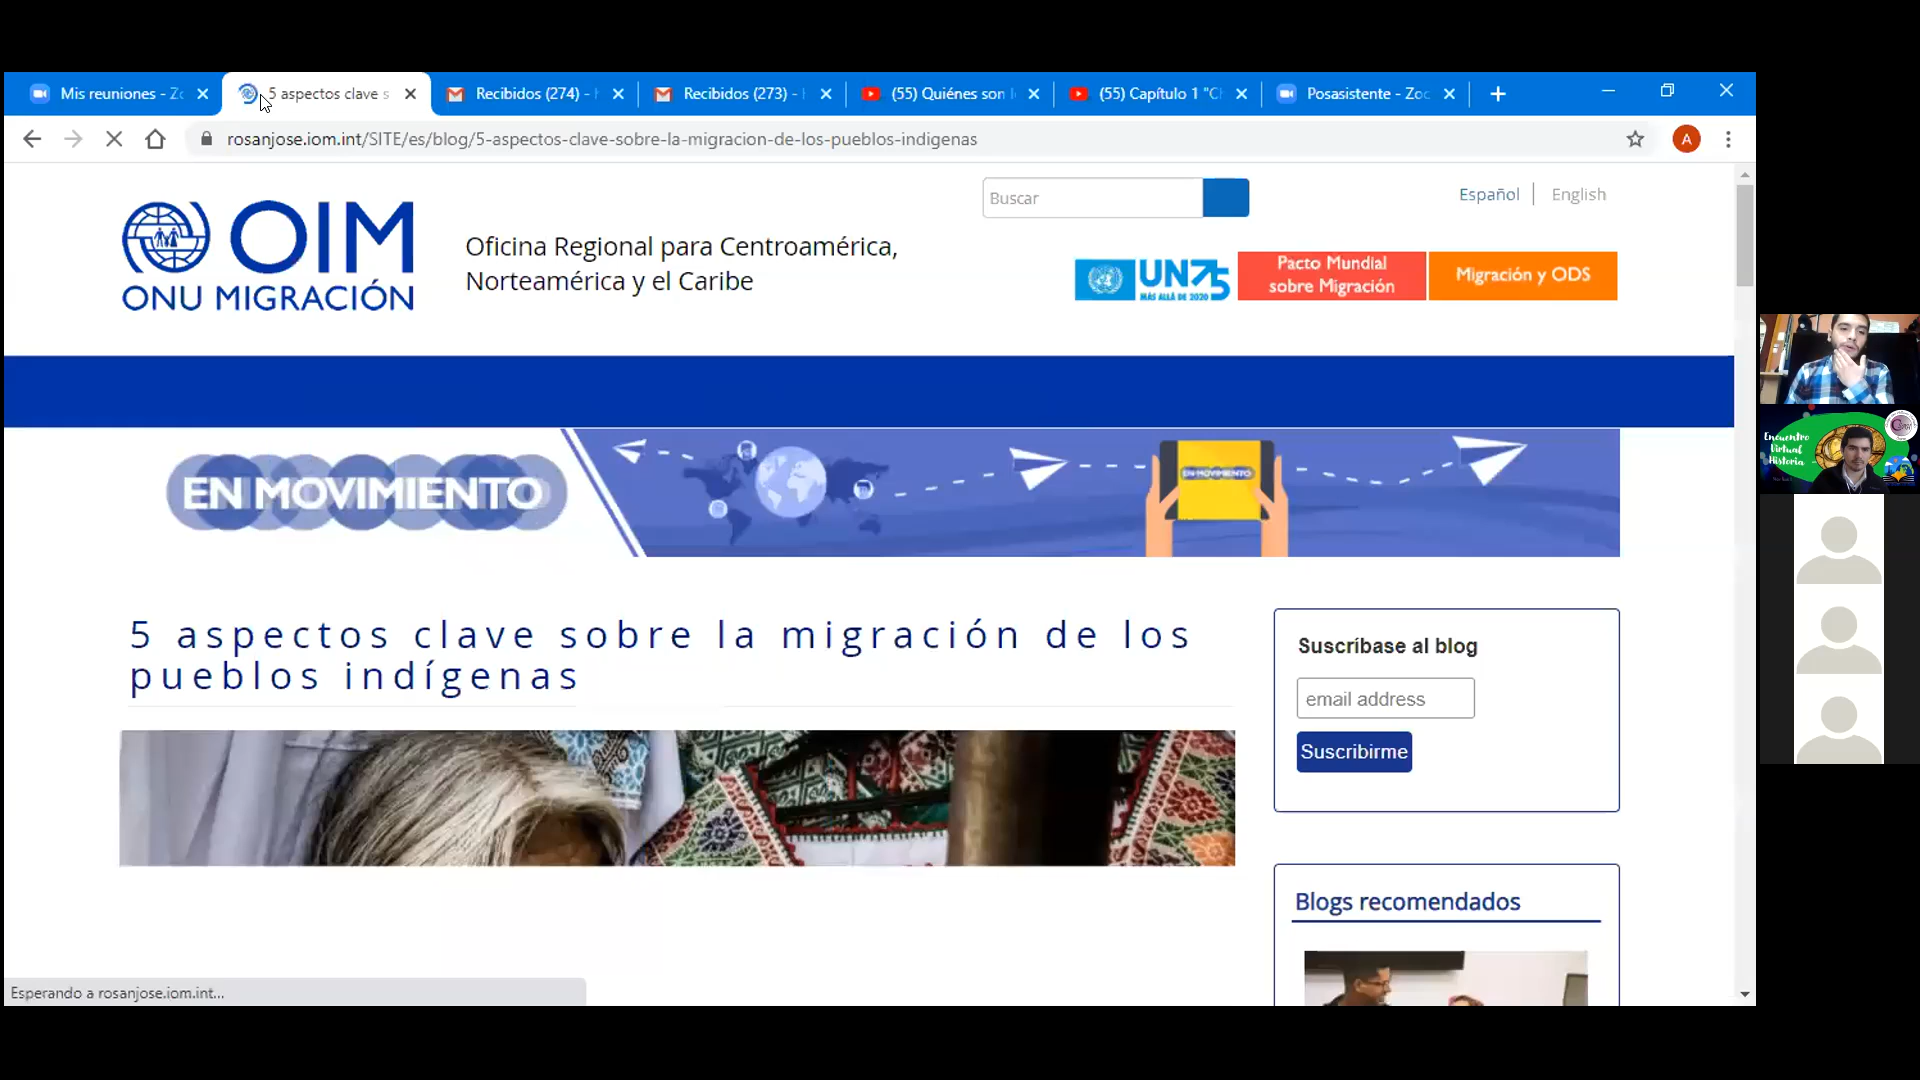 Mis reuniones - Zo
5 aspectos clave s
Recibidos (274) -
Recibidos (273) -
(55) Quiénes son l
(55) Capítulo 1 "Cl
Posasistente - Zoo
rosanjose.iom.int/SITE/es/blog/5-aspectos-clave-sobre-la-migracion-de-los-pueblos-indigenas
A
OIM
ONU MIGRACIÓN
Oficina Regional para Centroamérica,
Norteamérica y el Caribe
Buscar
Español
English
UN75
MÁS ALLÁ DE 2020
Pacto Mundial
sobre Migración
Migración y ODS
EN MOVIMIENTO
EN MOVIMIENTO
5 aspectos clave sobre la migración de los
pueblos indígenas
Suscríbase al blog
email address
Suscribirme
Blogs recomendados
Esperando a rosanjose.iom.int...
Encuentro
Virtual
Historia